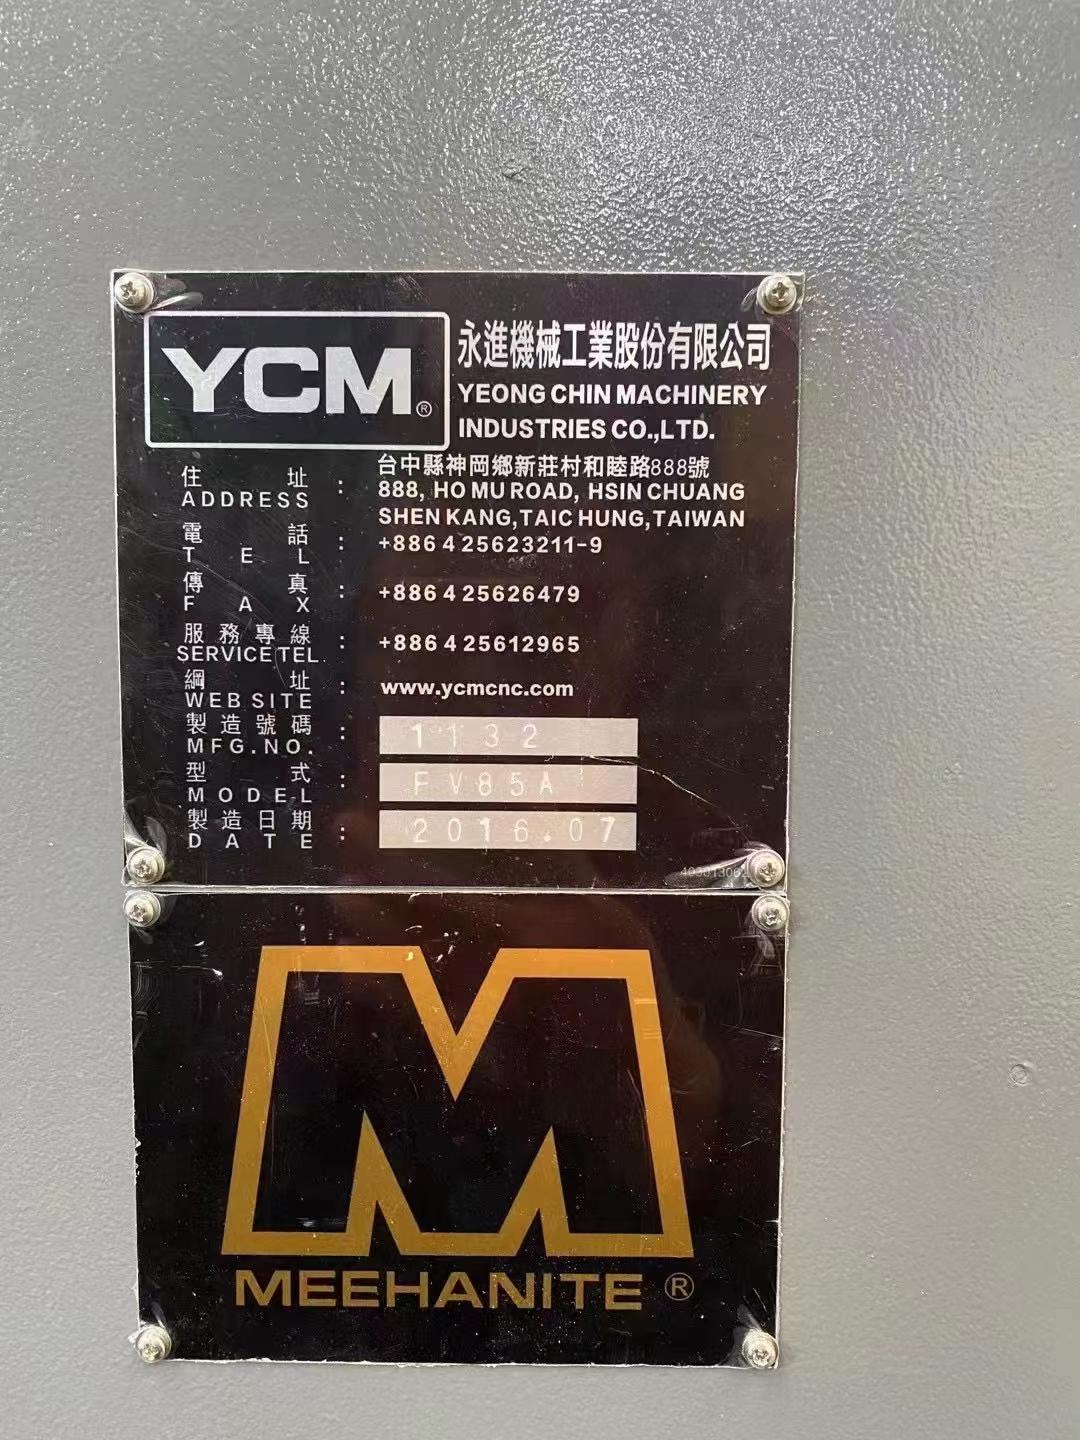 YCM®
永進機械工業股份有限公司
YEONG CHIN MACHINERY
INDUSTRIES CO.,LTD.
住址 : 台中縣神岡鄉新莊村和睦路888號
ADDRESS 888, HO MU ROAD, HSIN CHUANG
SHEN KANG,TAIC HUNG,TAIWAN
電話 : +886 4 25623211-9
TEL
傳真 : +886 4 25626479
FAX
服務專線 : +886 4 25612965
SERVICE TEL.
網址 : www.ycmcnc.com
WEB SITE
製造號碼 : 1132
MFG.NO.
型式 : FV85A
MODEL
製造日期 : 2016.07
DATE
MEEHANITE®